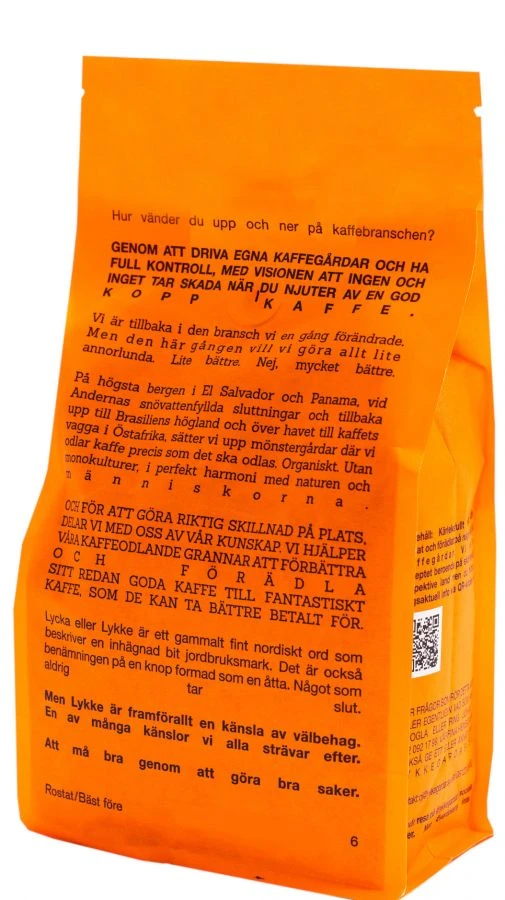 Hur vänder du upp och ner på kaffebranschen?
GENOM ATT DRIVA EGNA KAFFEGÅRDAR OCH HA
FULL KONTROLL, MED VISIONEN ATT INGEN OCH
INGET TAR SKADA NÄR DU NJUTER AV EN GOD
KOPP KAFFE.
Vi är tillbaka i den bransch vi en gång förändrade.
Men den här gången vill vi göra allt lite
annorlunda. Lite bättre. Nej, mycket bättre.
På högsta bergen i El Salvador och Panama, vid
Andernas snövattenfyllda sluttningar och tillbaka
upp till Brasiliens högland och över havet till kaffets
vagga i Östafrika, sätter vi upp mönstergårdar där vi
odlar kaffe precis som det ska odlas. Organiskt. Utan
monokulturer, i perfekt harmoni med naturen och
människorna.
OCH FÖR ATT GÖRA RIKTIG SKILLNAD PÅ PLATS,
DELAR VI MED OSS AV VÅR KUNSKAP. VI HJÄLPER
VÅRA KAFFEODLANDE GRANNAR ATT FÖRBÄTTRA
OCH FÖRÄDLA
SITT REDAN GODA KAFFE TILL FANTASTISKT
KAFFE, SOM DE KAN TA BÄTTRE BETALT FÖR.
Lycka eller Lykke är ett gammalt fint nordiskt ord som
beskriver en inhägnad bit jordbruksmark. Det är också
benämningen på en knop formad som en åtta. Något som
aldrig tar slut.
Men Lykke är framförallt en känsla av välbehag.
En av många känslor vi alla strävar efter.
Att må bra genom att göra bra saker.
Rostat/Bäst före
6